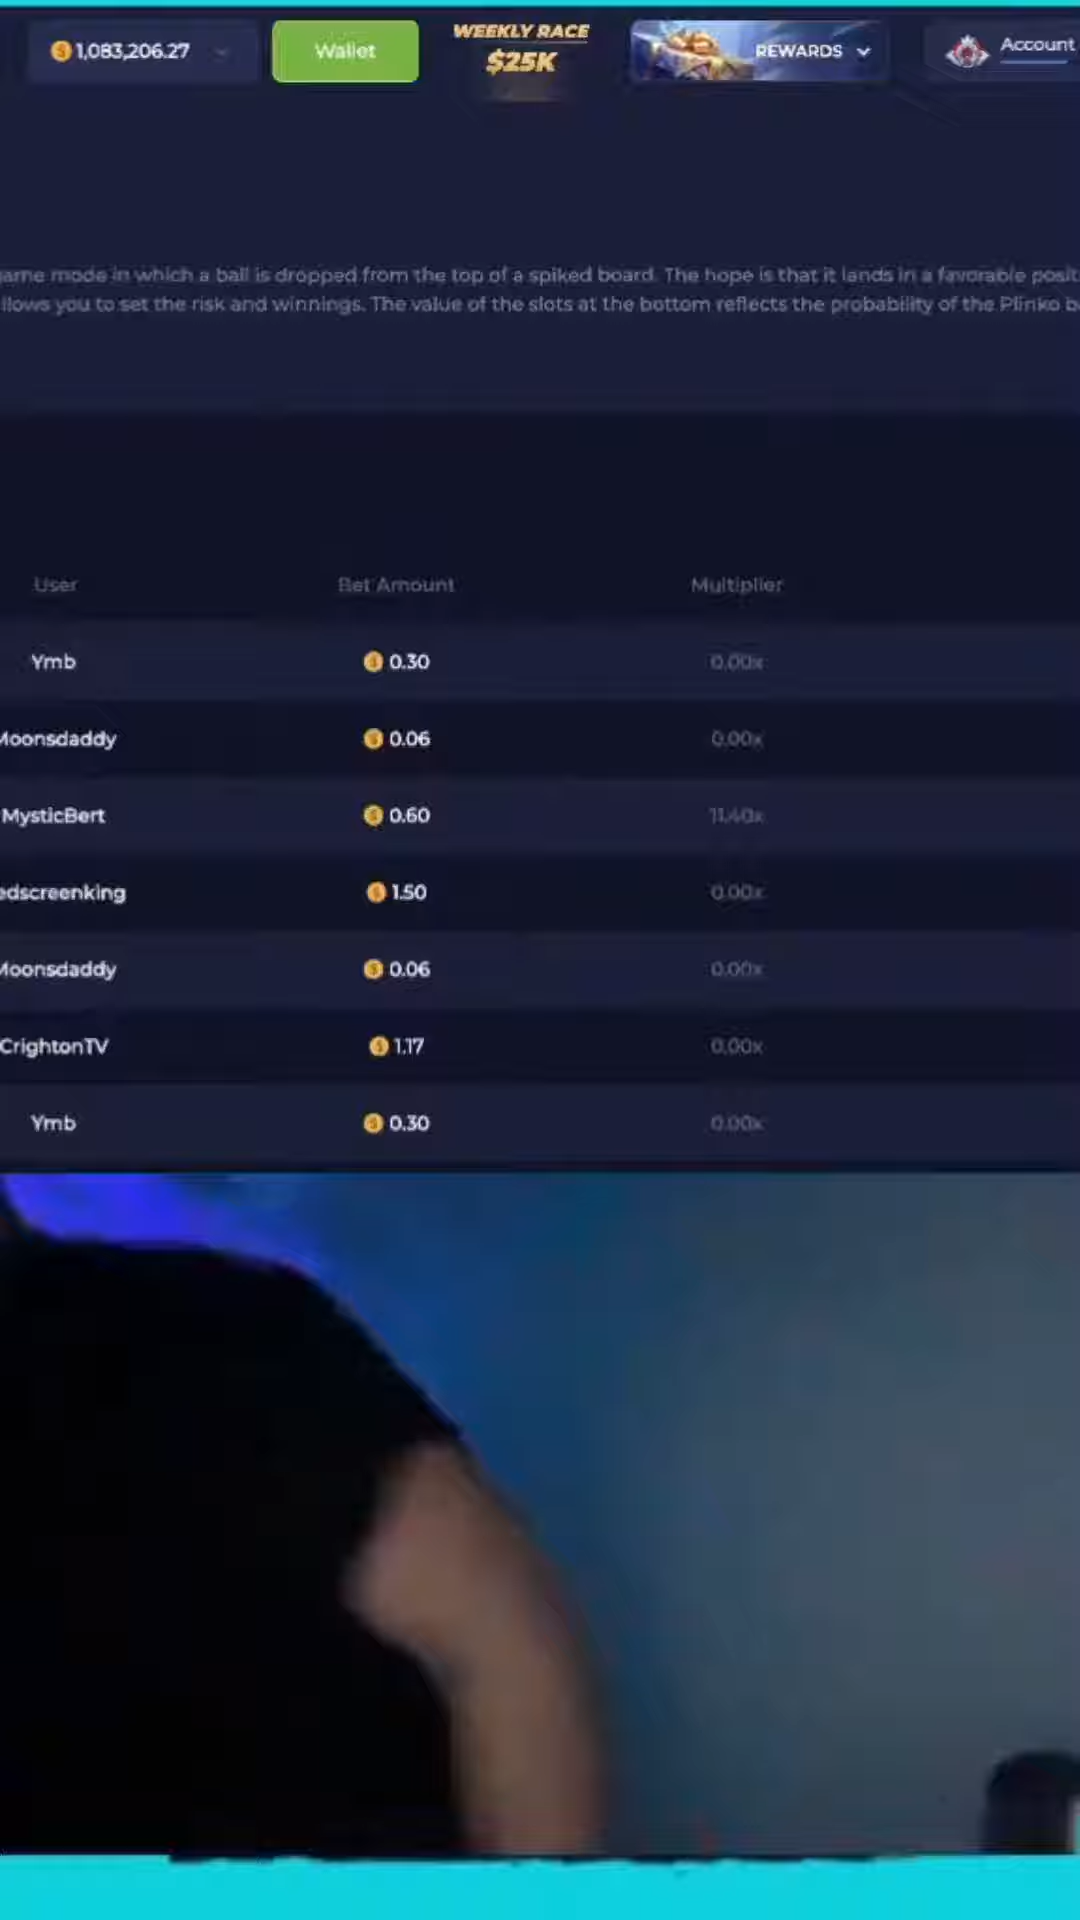 1,083,206.27
Wallet
WEEKLY RACE
$25K
REWARDS
Account
game mode in which a ball is dropped from the top of a spiked board. The hope is that it lands in a favorable posit
llows you to set the risk and winnings. The value of the slots at the bottom reflects the probability of the Plinko b
User Bet Amount Multiplier
Ymb 0.30 0.00x
Moonsdaddy 0.06 0.00x
MysticBert 0.60 11.40x
edscreenking 1.50 0.00x
Moonsdaddy 0.06 0.00x
CrightonTV 1.17 0.00x
Ymb 0.30 0.00x